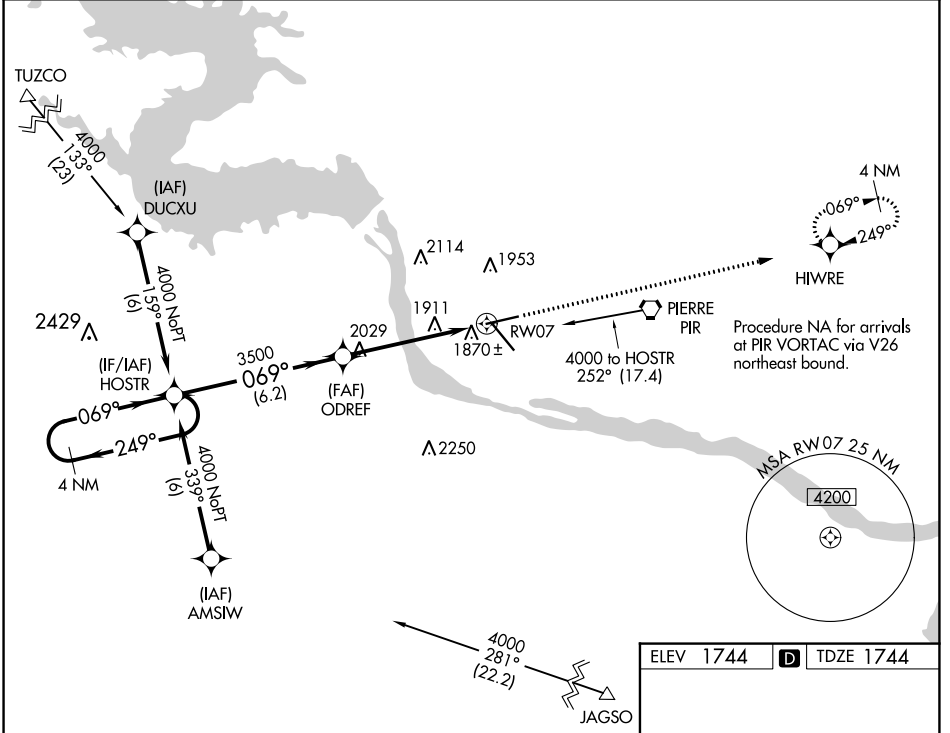 TUZCO
4000
133°
(23)
(IAF)
DUCXU
4000 NoPT
159°
(6)
2429
(IF/IAF)
HOSTR
069°
249°
4 NM
3500
069°
(6.2)
4000 NoPT
339°
(6)
(IAF)
AMSIW
2029
(FAF)
ODREF
2114
1953
1911
1870 ±
RW07
2250
PIERRE
PIR
4000 to HOSTR
252° (17.4)
4 NM
069°
249°
HIWRE
Procedure NA for arrivals
at PIR VORTAC via V26
northeast bound.
MSA RW07 25 NM
4200
4000
281°
(22.2)
JAGSO
ELEV 1744 D TDZE 1744